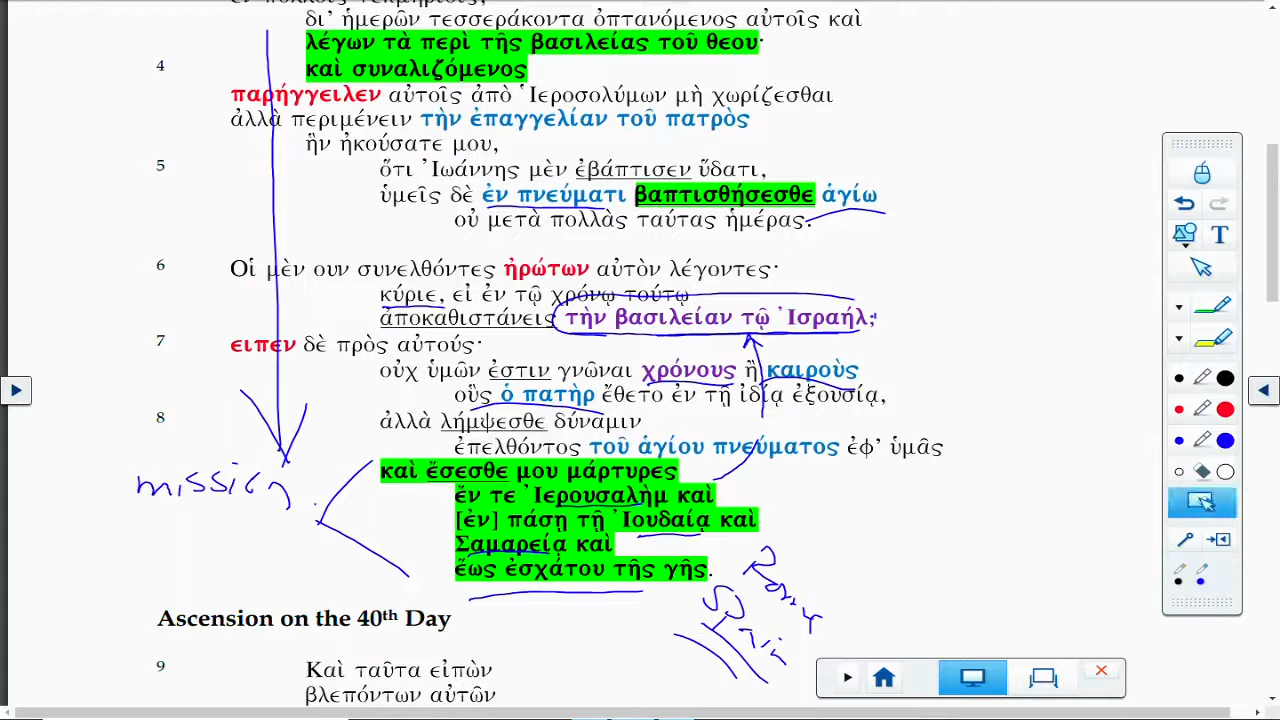 δι’ ἡμερῶν τεσσεράκοντα ὀπτανόμενος αὐτοῖς καὶ
λέγων τὰ περὶ τῆς βασιλείας τοῦ θεου·
4 καὶ συναλιζόμενος
παρήγγειλεν αὐτοῖς ἀπὸ Ἱεροσολύμων μὴ χωρίζεσθαι
ἀλλὰ περιμένειν τὴν ἐπαγγελίαν τοῦ πατρὸς
ἣν ἠκούσατε μου,
5 ὅτι Ἰωάννης μὲν ἐβάπτισεν ὕδατι,
ὑμεῖς δὲ ἐν πνεύματι βαπτισθήσεσθε ἁγίω
οὐ μετὰ πολλὰς ταύτας ἡμέρας.
6 Οἱ μὲν ουν συνελθόντες ἠρώτων αὐτὸν λέγοντες·
κύριε, εἰ ἐν τῷ χρόνῳ τούτῳ
ἀποκαθιστάνεις τὴν βασιλείαν τῷ Ἰσραήλ;
7 ειπεν δὲ πρὸς αὐτούς·
οὐχ ὑμῶν ἐστιν γνῶναι χρόνους ἢ καιροὺς
οὓς ὁ πατὴρ ἔθετο ἐν τῇ ἰδίᾳ ἐξουσίᾳ,
8 ἀλλὰ λήμψεσθε δύναμιν
ἐπελθόντος τοῦ ἁγίου πνεύματος ἐφ’ ὑμᾶς
καὶ ἔσεσθε μου μάρτυρες
mission
ἔν τε Ἰερουσαλὴμ καὶ
[ἐν] πάσῃ τῇ Ἰουδαίᾳ καὶ
Σαμαρείᾳ καὶ
ἕως ἐσχάτου τῆς γῆς.
Spain
Ascension on the 40th Day
9 Καὶ ταῦτα εἰπὼν
βλεπόντων αὐτῶν
T